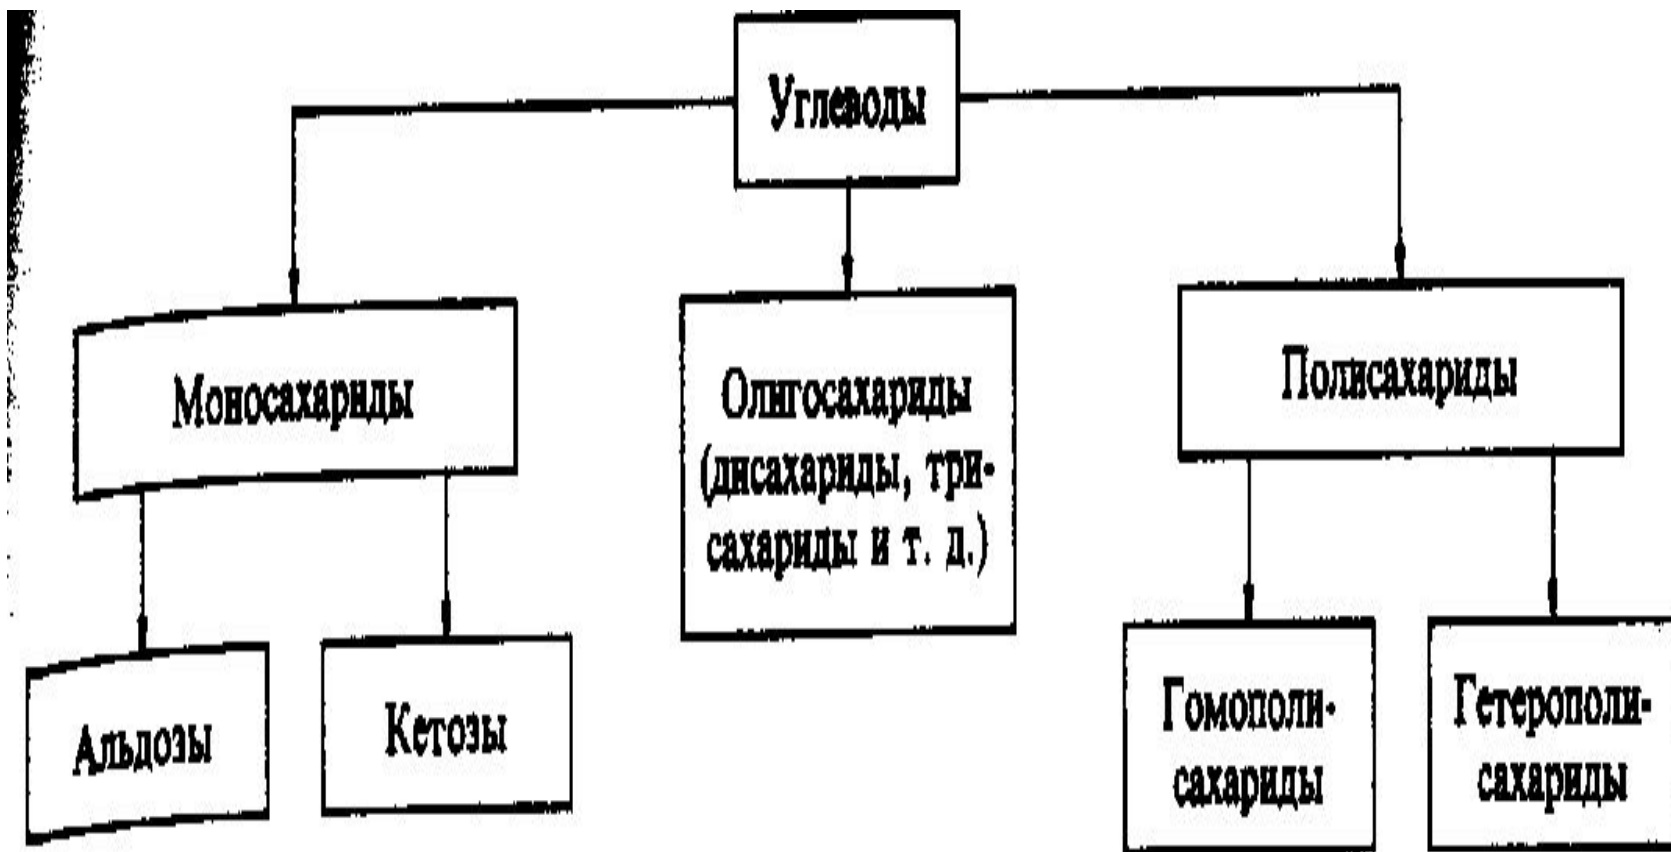 Углеводы
Моносахариды
Олигосахариды
(дисахариды, три-
сахариды и т. д.)
Полисахариды
Альдозы
Кетозы
Гомополи-
сахариды
Гетерополи-
сахариды